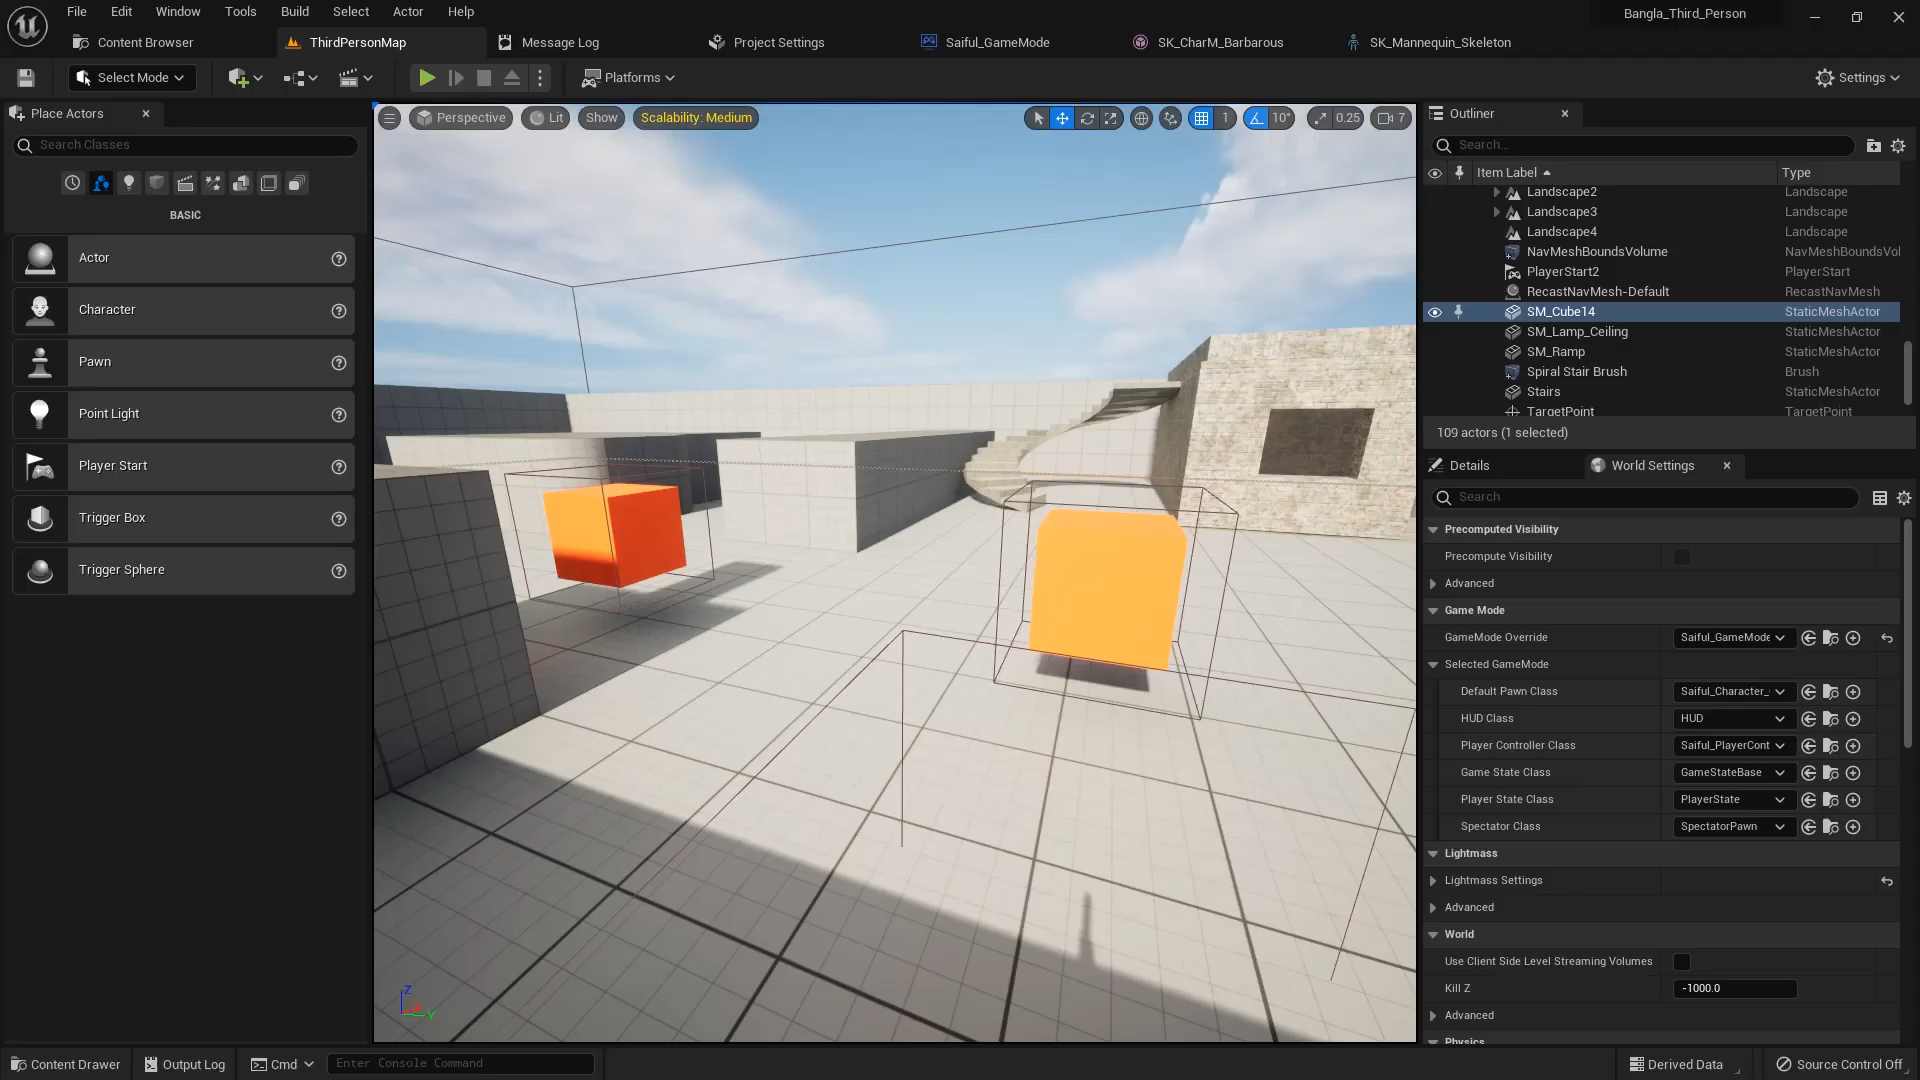 File Edit Window Tools Build Select Actor Help
Bangla_Third_Person
Content Browser
ThirdPersonMap
Message Log
Project Settings
Saiful_GameMode
SK_CharM_Barbarous
SK_Mannequin_Skeleton
Select Mode
Platforms
Settings
Place Actors
Search Classes
BASIC
Actor
Character
Pawn
Point Light
Player Start
Trigger Box
Trigger Sphere
Perspective
Lit
Show
Scalability: Medium
1
10°
0.25
7
Z
Y
Outliner
Search...
Item Label Type
Landscape2 Landscape
Landscape3 Landscape
Landscape4 Landscape
NavMeshBoundsVolume NavMeshBoundsVol
PlayerStart2 PlayerStart
RecastNavMesh-Default RecastNavMesh
SM_Cube14 StaticMeshActor
SM_Lamp_Ceiling StaticMeshActor
SM_Ramp StaticMeshActor
Spiral Stair Brush Brush
Stairs StaticMeshActor
TargetPoint TargetPoint
109 actors (1 selected)
Details
World Settings
Search
Precomputed Visibility
Precompute Visibility
Advanced
Game Mode
GameMode Override Saiful_GameMode
Selected GameMode
Default Pawn Class Saiful_Character_
HUD Class HUD
Player Controller Class Saiful_PlayerCont
Game State Class GameStateBase
Player State Class PlayerState
Spectator Class SpectatorPawn
Lightmass
Lightmass Settings
Advanced
World
Use Client Side Level Streaming Volumes
Kill Z -1000.0
Advanced
Physics
Content Drawer
Output Log
Cmd
Enter Console Command
Derived Data
Source Control Off